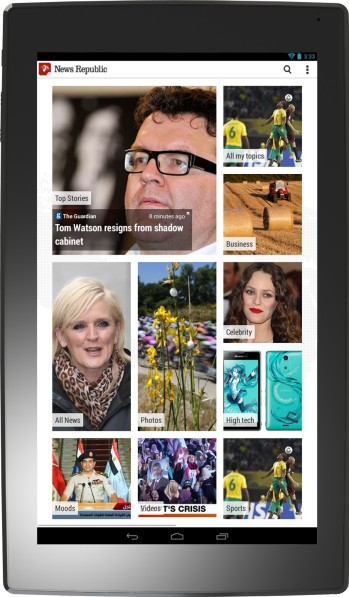 3:33
News Republic
All my topics
Top Stories
The Guardian
8 minutes ago
Tom Watson resigns from shadow
cabinet
Business
Celebrity
All News
Photos
High tech
Moods
Videos
T'S CRISIS
Sports